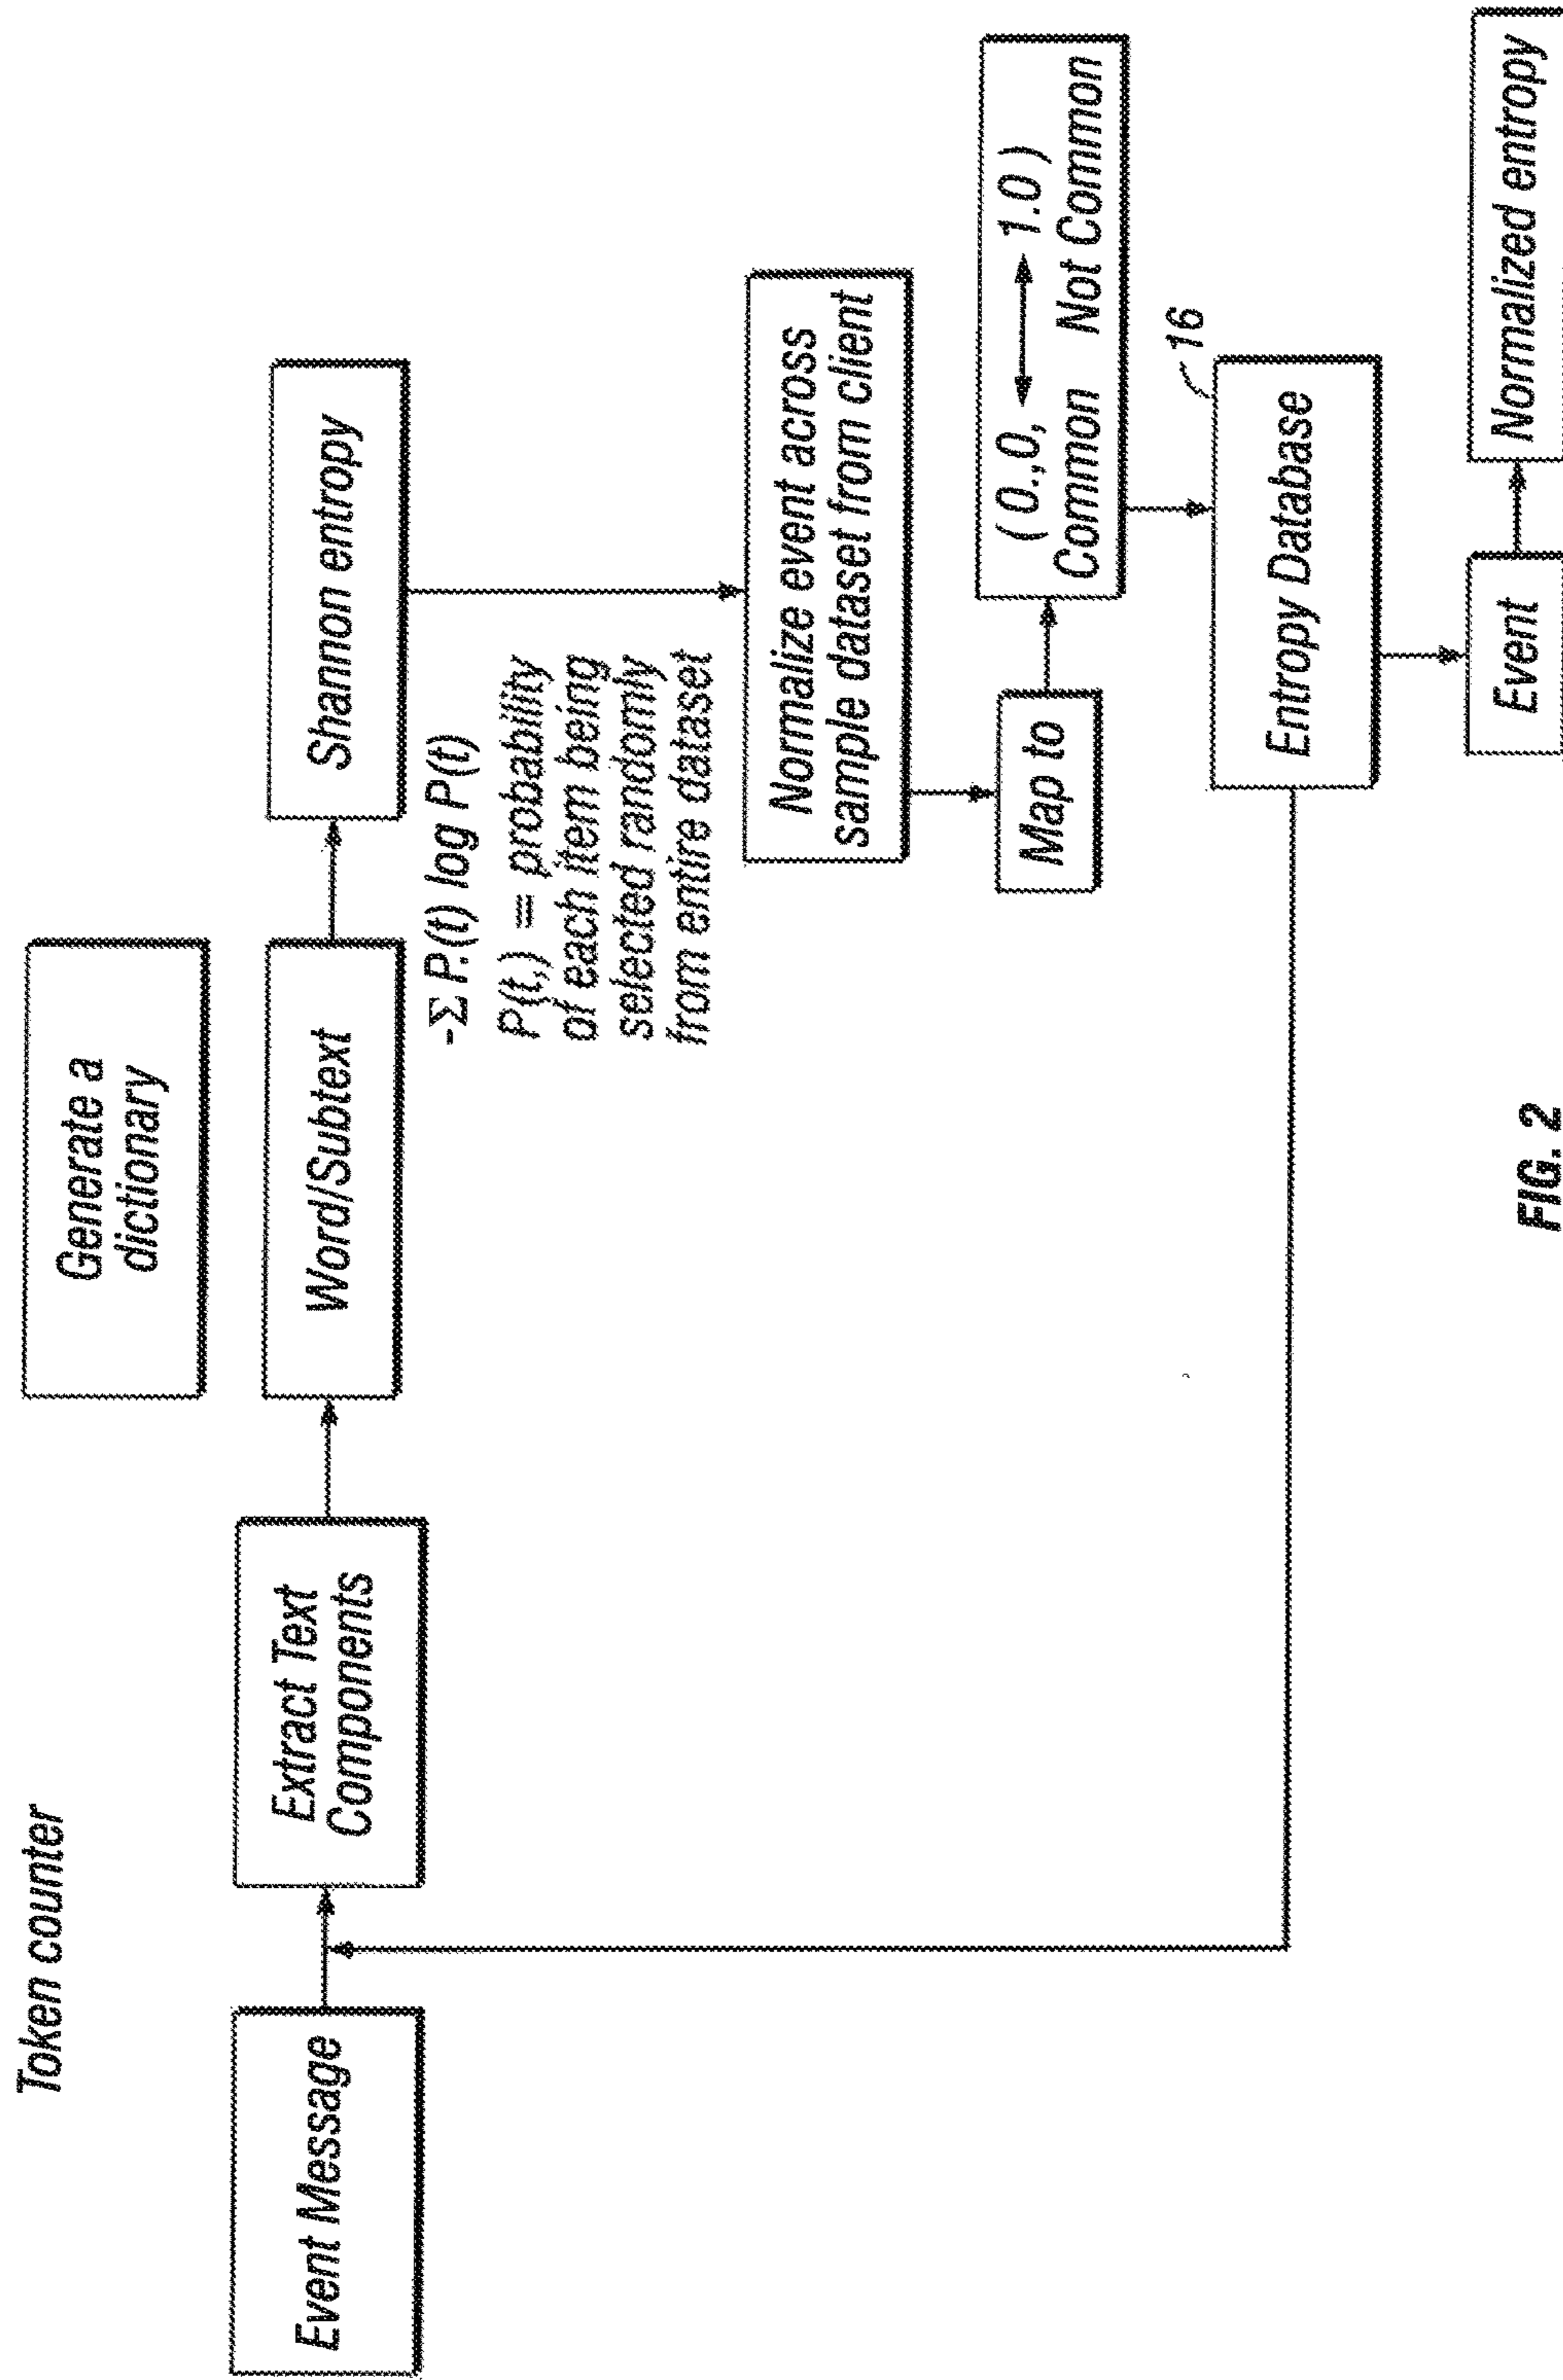 Token counter
Generate a
dictionary
Event Message
Extract Text
Components
Word/Subtext
Shannon entropy
-Σ P.(t) log P(t)
P(t,) = probability
of each item being
selected randomly
from entire dataset
Normalize event across
sample dataset from client
Map to
( 0.,0, 1.0 )
Common Not Common
16
Entropy Database
Event
Normalized entropy
FIG. 2